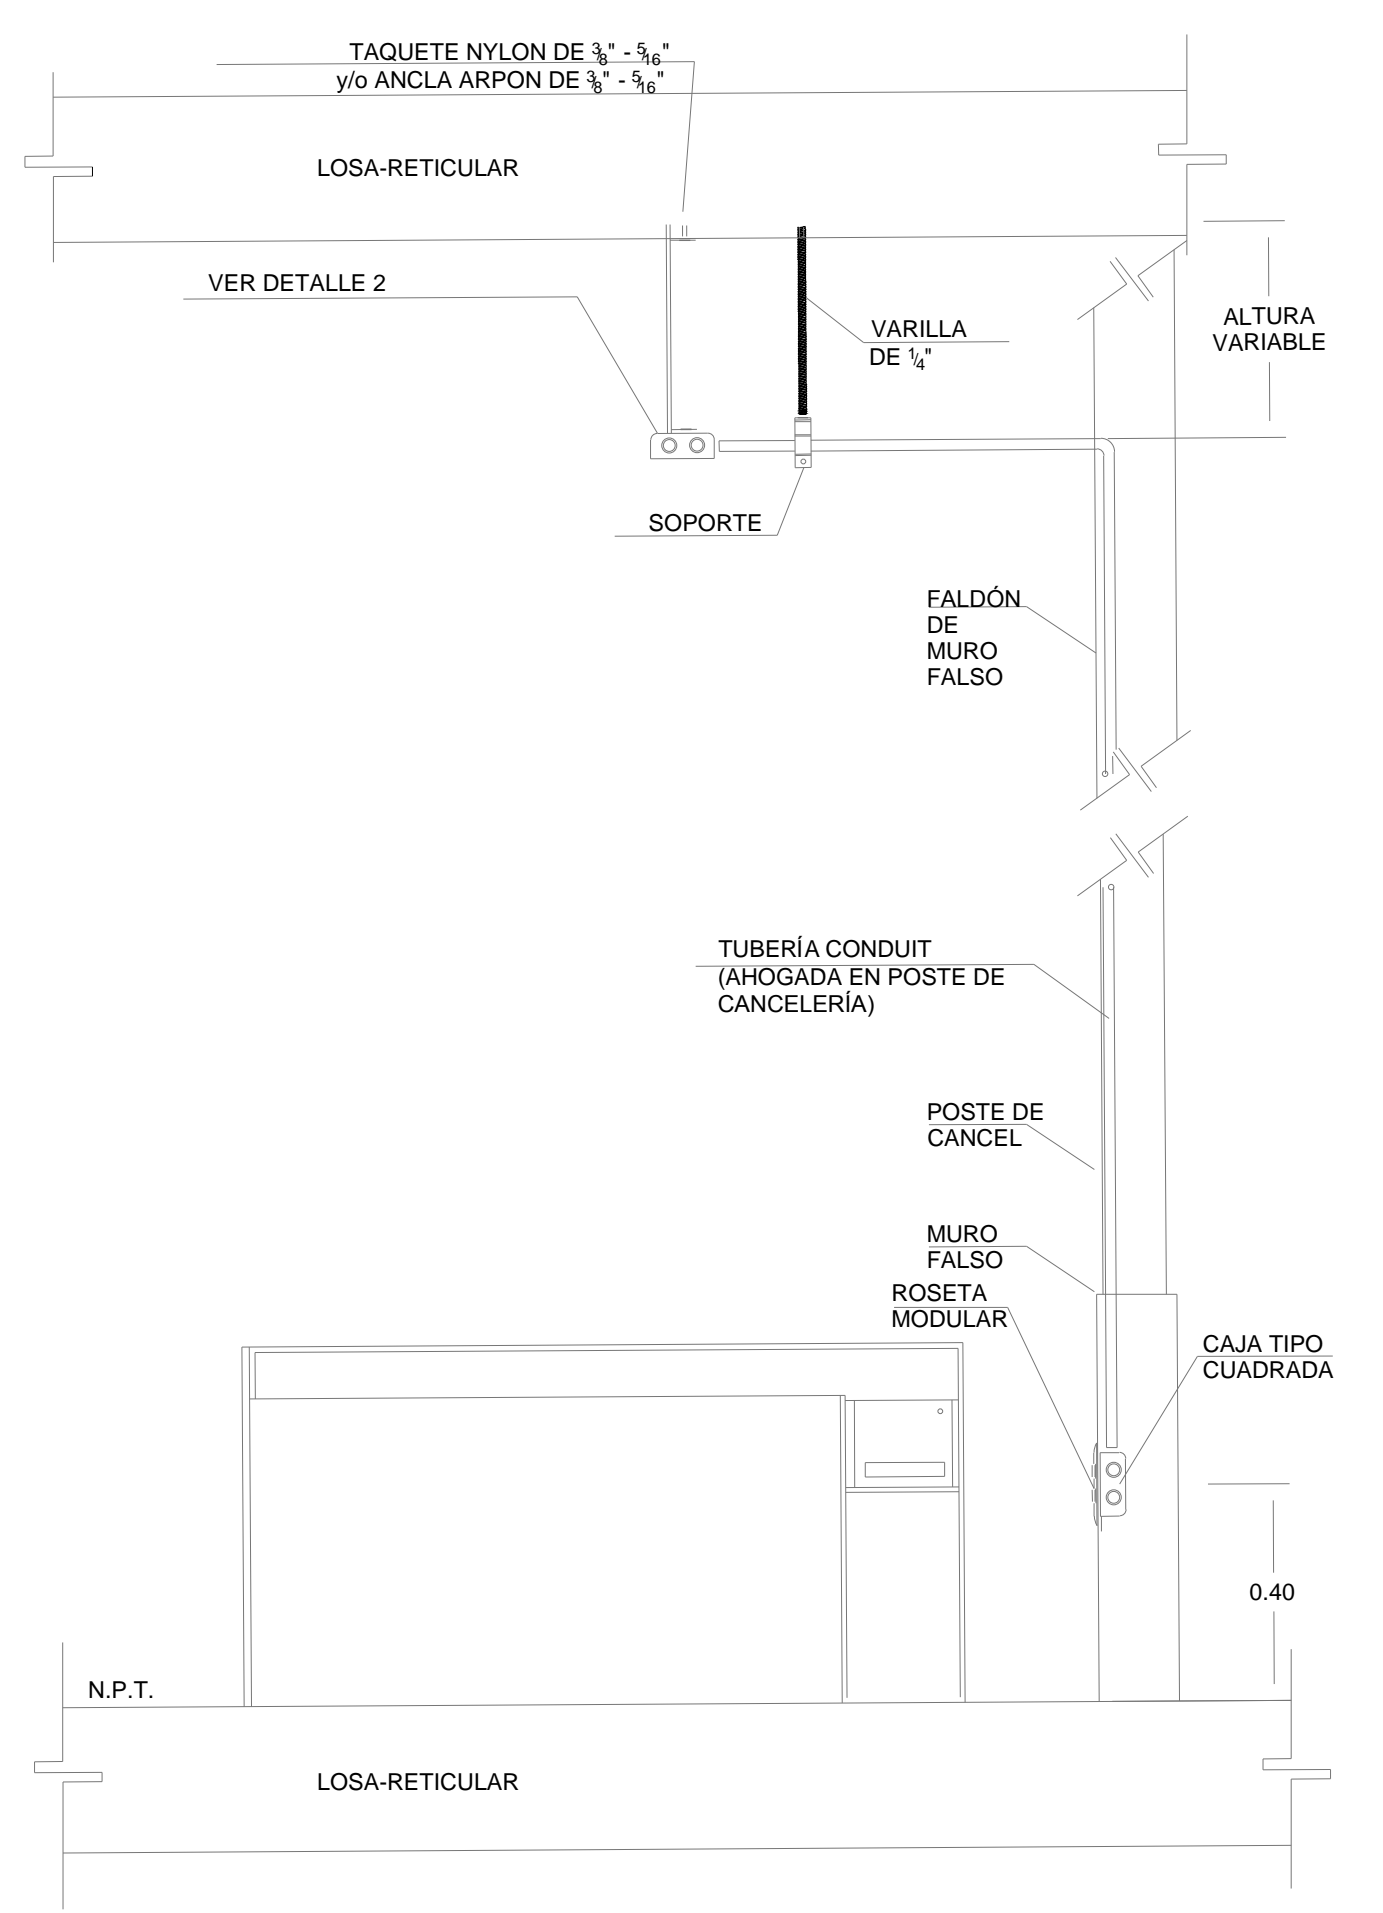 TAQUETE NYLON DE 3/8" - 5/16"
y/o ANCLA ARPON DE 3/8" - 5/16"
LOSA-RETICULAR
VER DETALLE 2
VARILLA
DE 1/4"
ALTURA
VARIABLE
SOPORTE
FALDÓN
DE
MURO
FALSO
TUBERÍA CONDUIT
(AHOGADA EN POSTE DE
CANCELERÍA)
POSTE DE
CANCEL
MURO
FALSO
ROSETA
MODULAR
CAJA TIPO
CUADRADA
0.40
N.P.T.
LOSA-RETICULAR